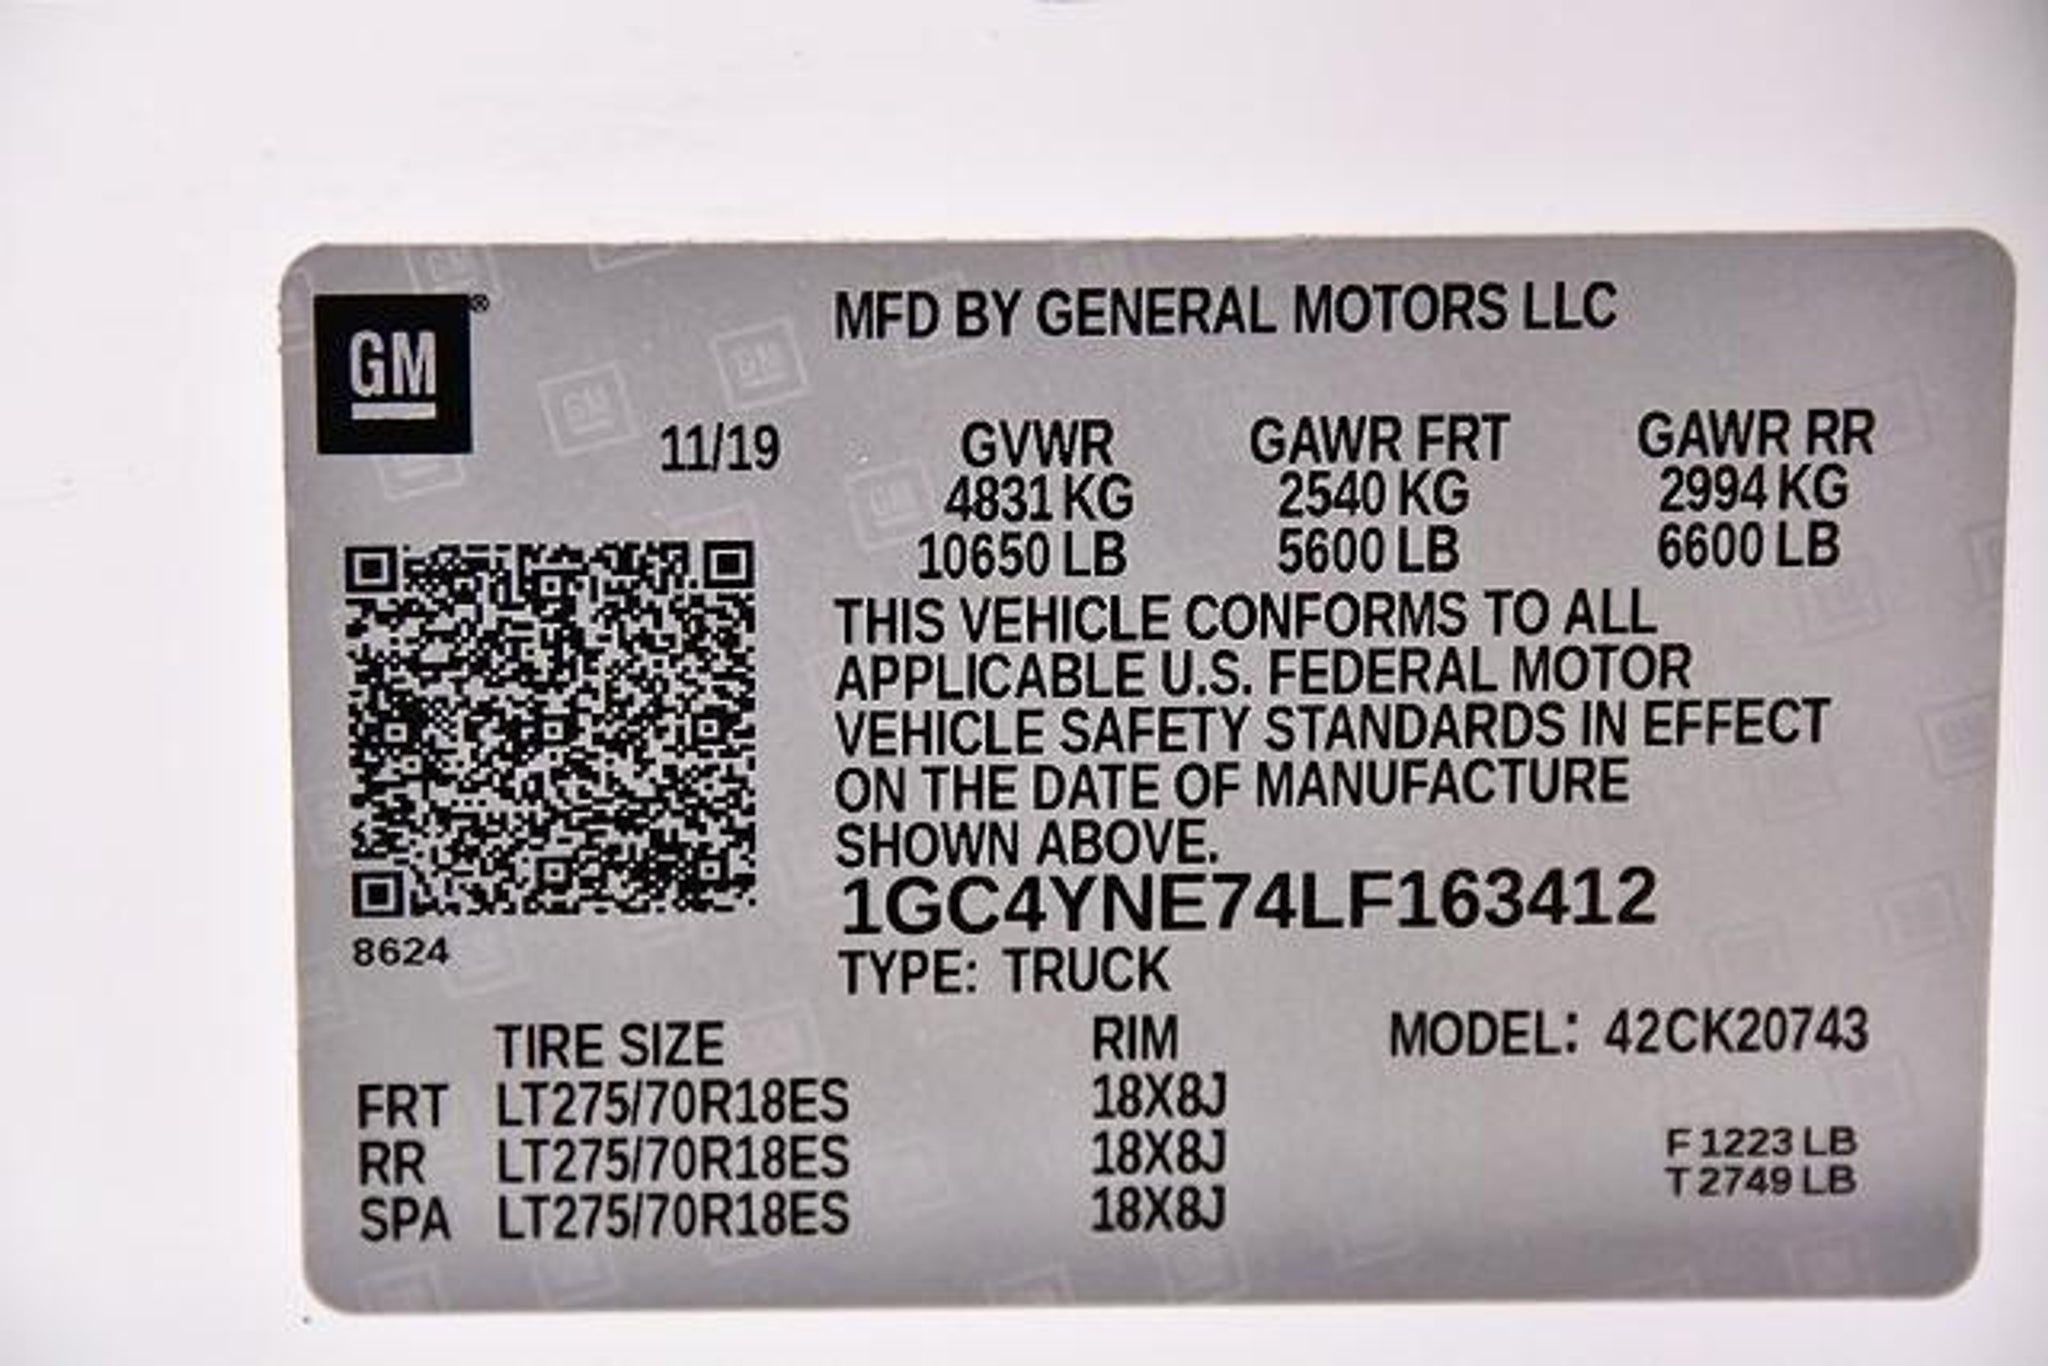 GM®
MFD BY GENERAL MOTORS LLC
11/19
GVWR GAWR FRT GAWR RR
4831 KG 2540 KG 2994 KG
10650 LB 5600 LB 6600 LB
THIS VEHICLE CONFORMS TO ALL
APPLICABLE U.S. FEDERAL MOTOR
VEHICLE SAFETY STANDARDS IN EFFECT
ON THE DATE OF MANUFACTURE
SHOWN ABOVE.
1GC4YNE74LF163412
8624
TYPE: TRUCK
TIRE SIZE RIM MODEL: 42CK20743
FRT LT275/70R18ES 18X8J
RR LT275/70R18ES 18X8J
SPA LT275/70R18ES 18X8J
F 1223 LB
T 2749 LB